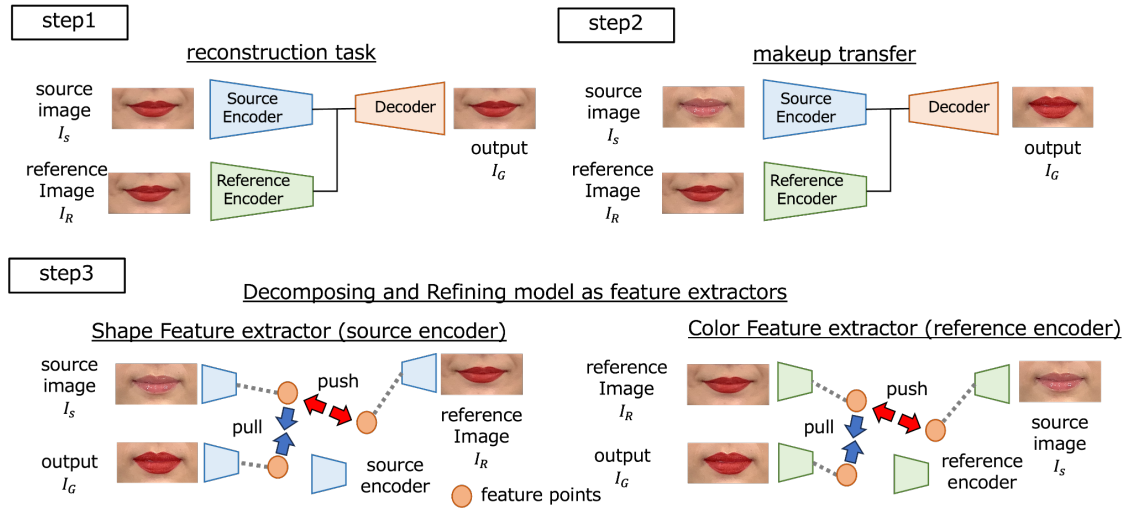 step1
reconstruction task
source
image
I_s
Source
Encoder
Decoder
output
I_G
reference
Image
I_R
Reference
Encoder
step2
makeup transfer
source
image
I_s
Source
Encoder
Decoder
output
I_G
reference
Image
I_R
Reference
Encoder
step3
Decomposing and Refining model as feature extractors
Shape Feature extractor (source encoder)
source
image
I_s
push
pull
reference
Image
I_R
output
I_G
source
encoder
feature points
Color Feature extractor (reference encoder)
reference
Image
I_R
push
pull
source
image
I_s
output
I_G
reference
encoder